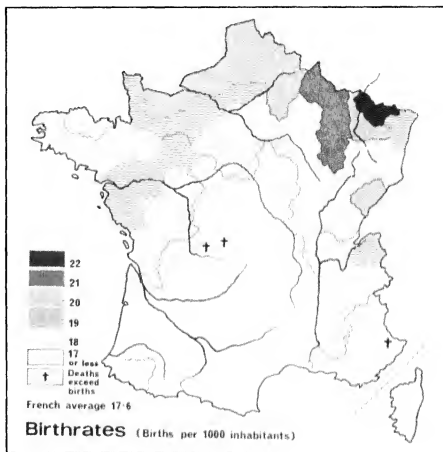 22
21
20
19
18
17
or less
Deaths
exceed
births
French average 17·6
Birthrates (Births per 1000 inhabitants)